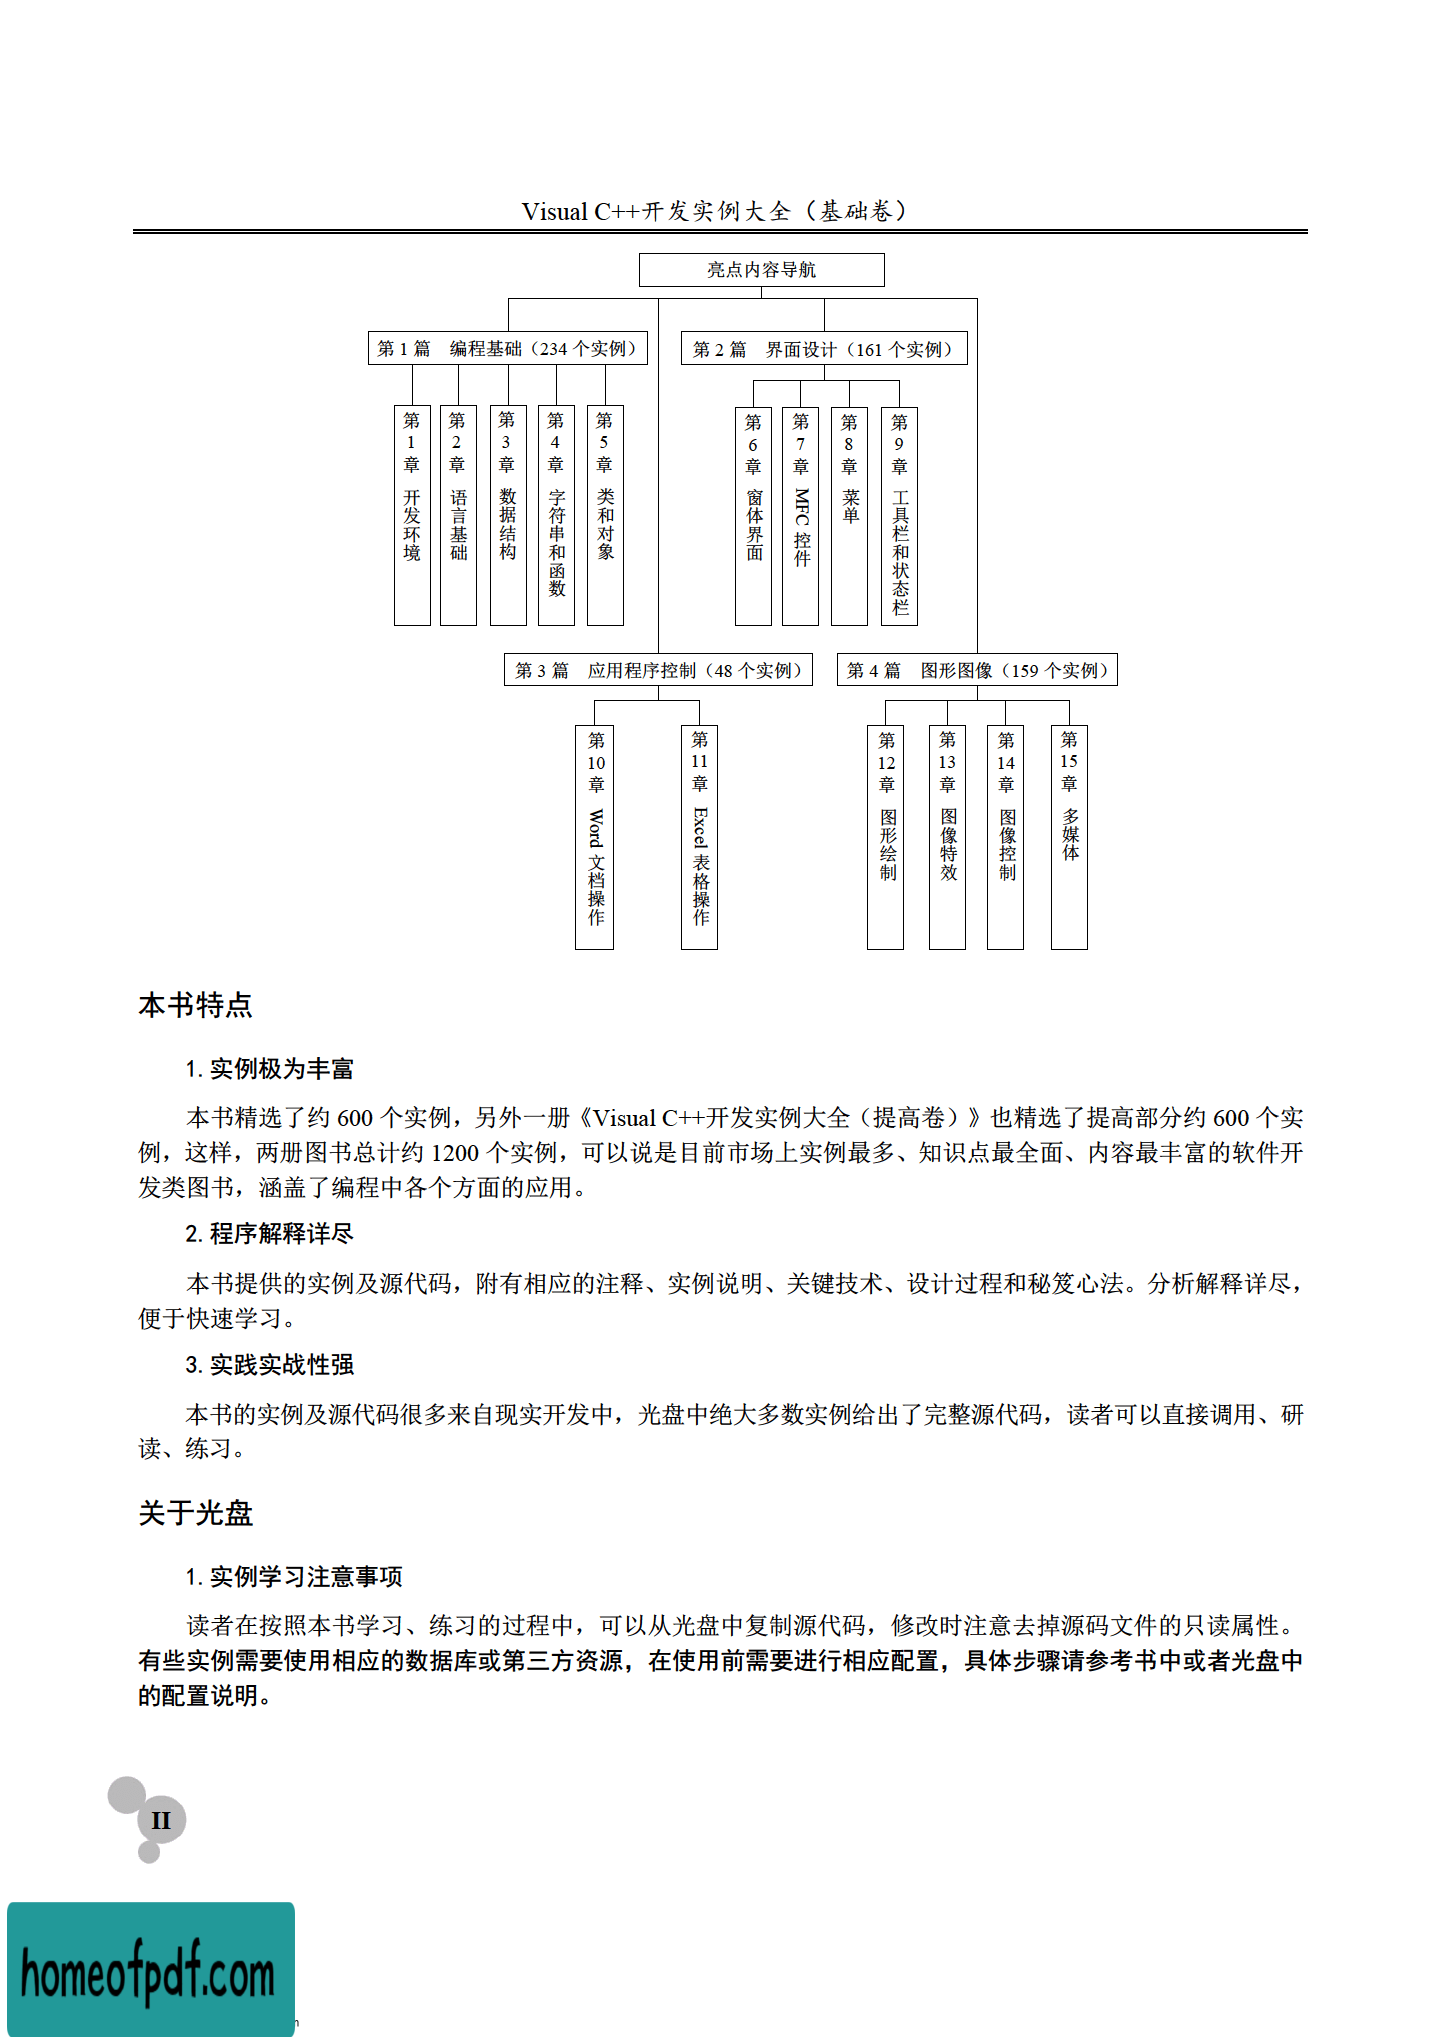 Visual C++开发实例大全（基础卷）
亮点内容导航
第 1 篇　编程基础（234 个实例）
第 2 篇　界面设计（161 个实例）
第1章 开发环境
第2章 语言基础
第3章 数据结构
第4章 字符串和函数
第5章 类和对象
第6章 窗体界面
第7章 MFC 控件
第8章 菜单
第9章 工具栏和状态栏
第 3 篇　应用程序控制（48 个实例）
第 4 篇　图形图像（159 个实例）
第10章 Word 文档操作
第11章 Excel 表格操作
第12章 图形绘制
第13章 图像特效
第14章 图像控制
第15章 多媒体
本书特点
1.实例极为丰富
本书精选了约 600 个实例，另外一册《Visual C++开发实例大全（提高卷）》也精选了提高部分约 600 个实
例，这样，两册图书总计约 1200 个实例，可以说是目前市场上实例最多、知识点最全面、内容最丰富的软件开
发类图书，涵盖了编程中各个方面的应用。
2.程序解释详尽
本书提供的实例及源代码，附有相应的注释、实例说明、关键技术、设计过程和秘笈心法。分析解释详尽，
便于快速学习。
3.实践实战性强
本书的实例及源代码很多来自现实开发中，光盘中绝大多数实例给出了完整源代码，读者可以直接调用、研
读、练习。
关于光盘
1.实例学习注意事项
读者在按照本书学习、练习的过程中，可以从光盘中复制源代码，修改时注意去掉源码文件的只读属性。
有些实例需要使用相应的数据库或第三方资源，在使用前需要进行相应配置，具体步骤请参考书中或者光盘中
的配置说明。
II
homeofpdf.com